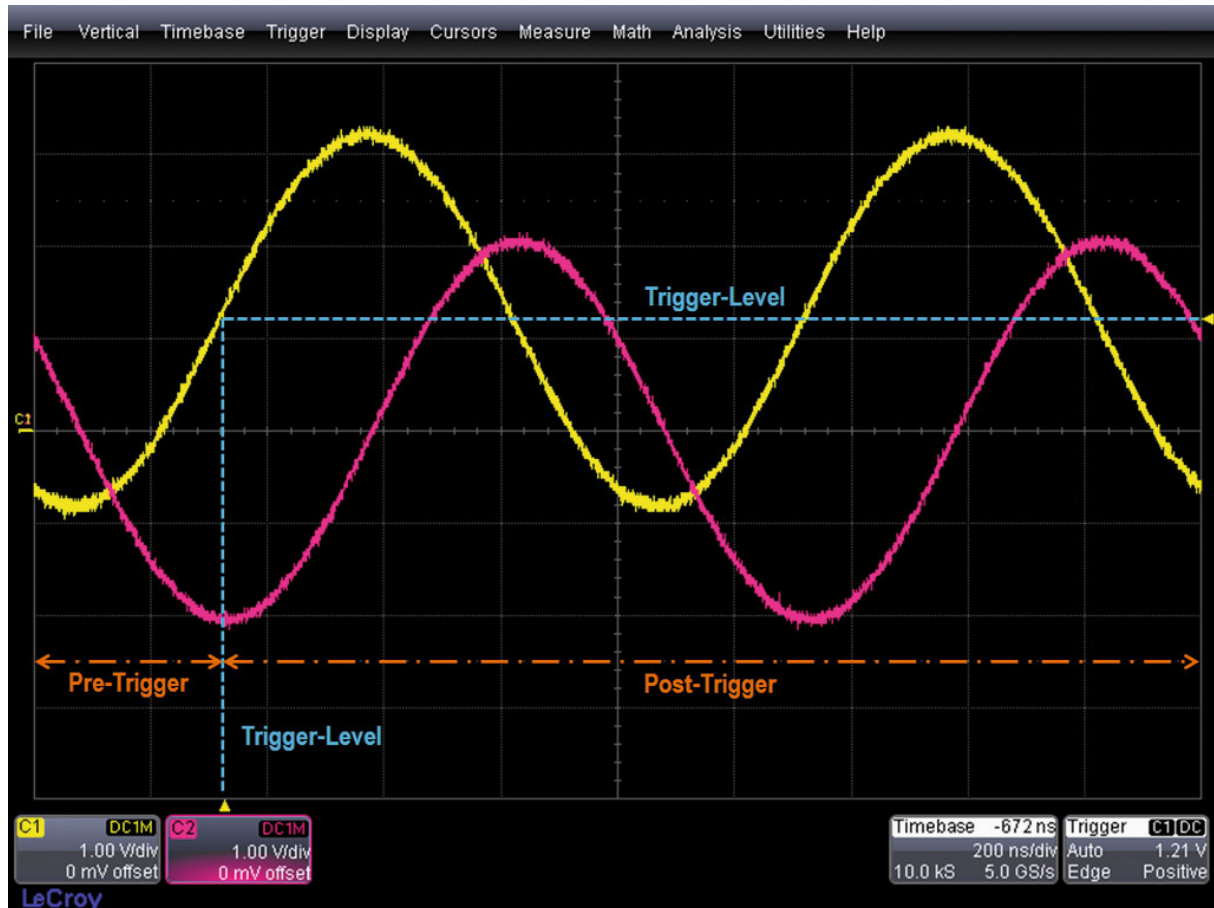 File Vertical Timebase Trigger Display Cursors Measure Math Analysis Utilities Help
Trigger-Level
Pre-Trigger
Post-Trigger
Trigger-Level
C1 DC1M
1.00 V/div
0 mV offset
C2 DC1M
1.00 V/div
0 mV offset
Timebase -672 ns
200 ns/div
10.0 kS 5.0 GS/s
Trigger C1 DC
Auto 1.21 V
Edge Positive
LeCroy